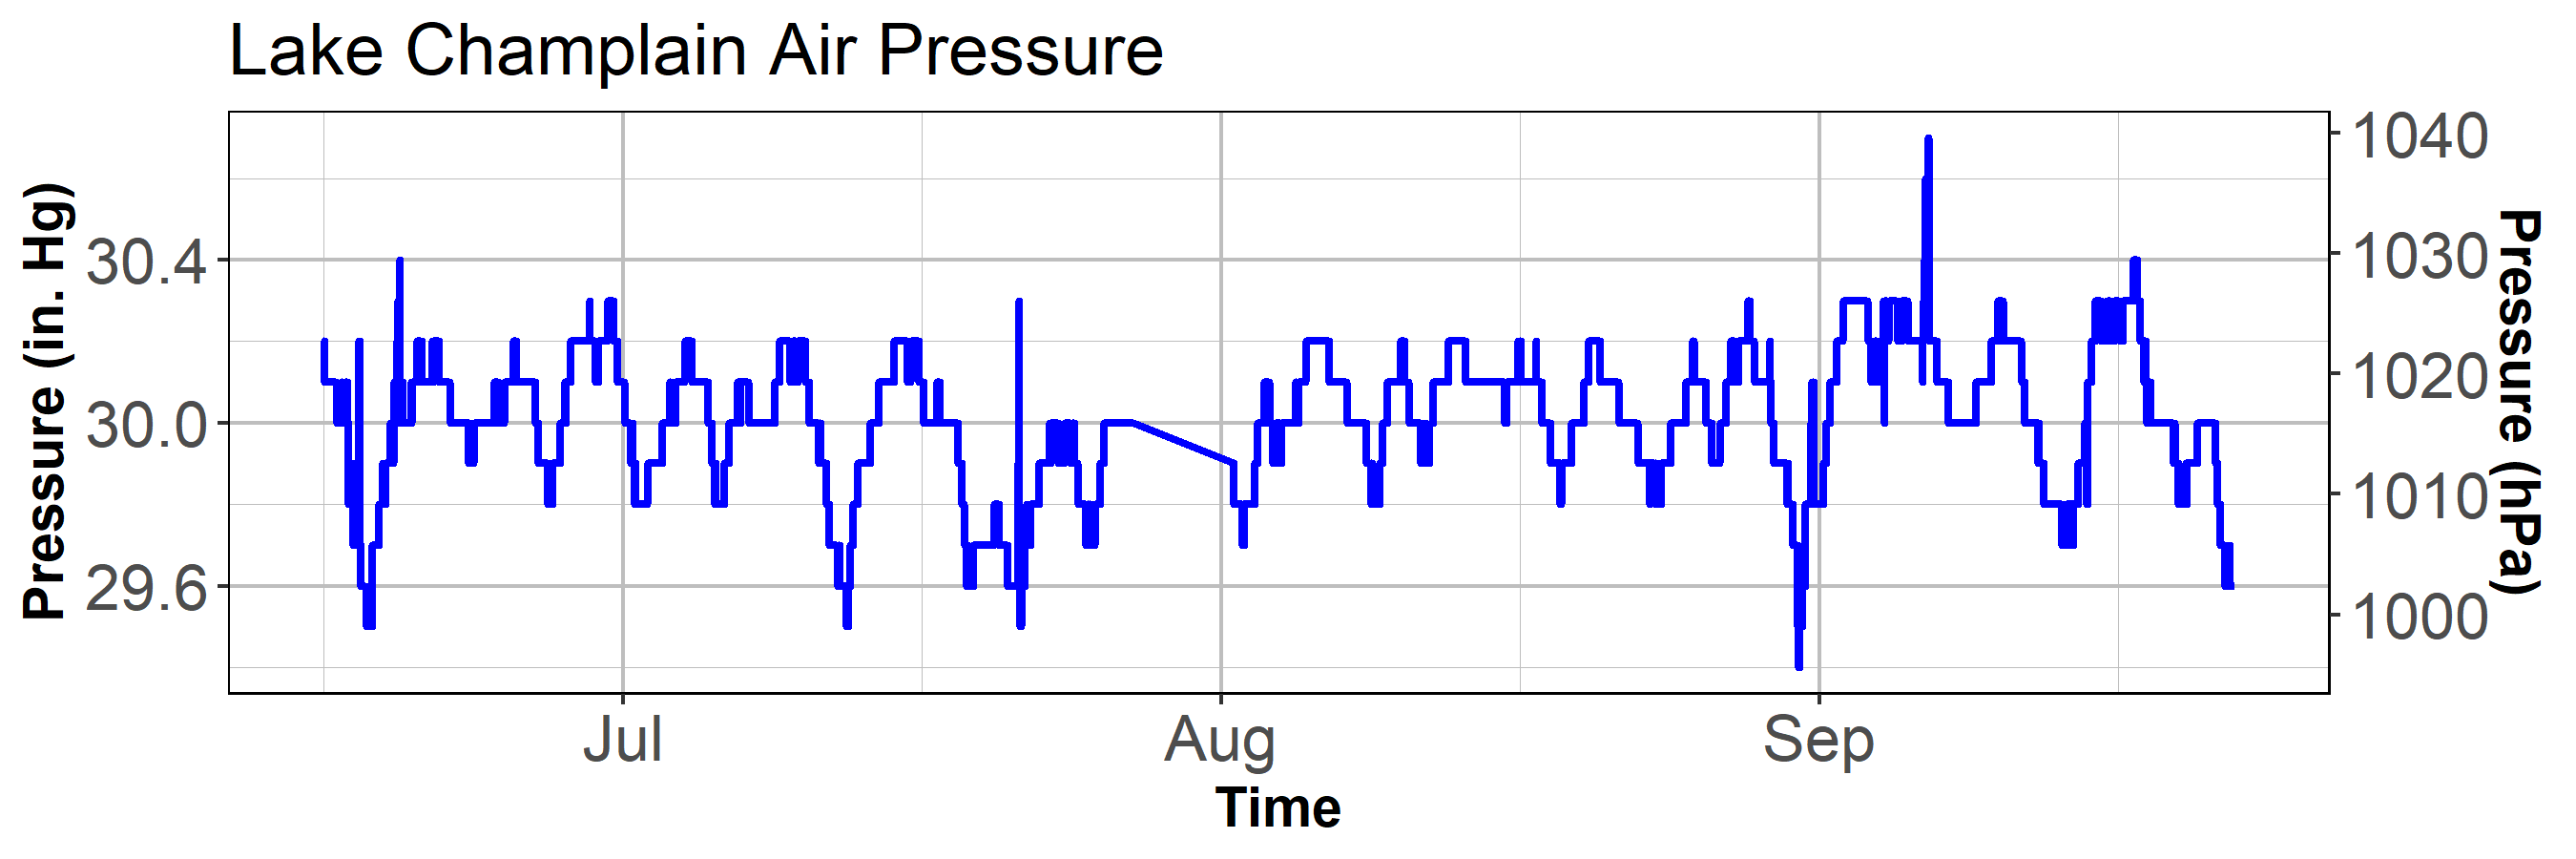 Lake Champlain Air Pressure
Pressure (in. Hg)
30.4
30.0
29.6
1040
1030
1020
1010
1000
Pressure (hPa)
Jul
Aug
Sep
Time